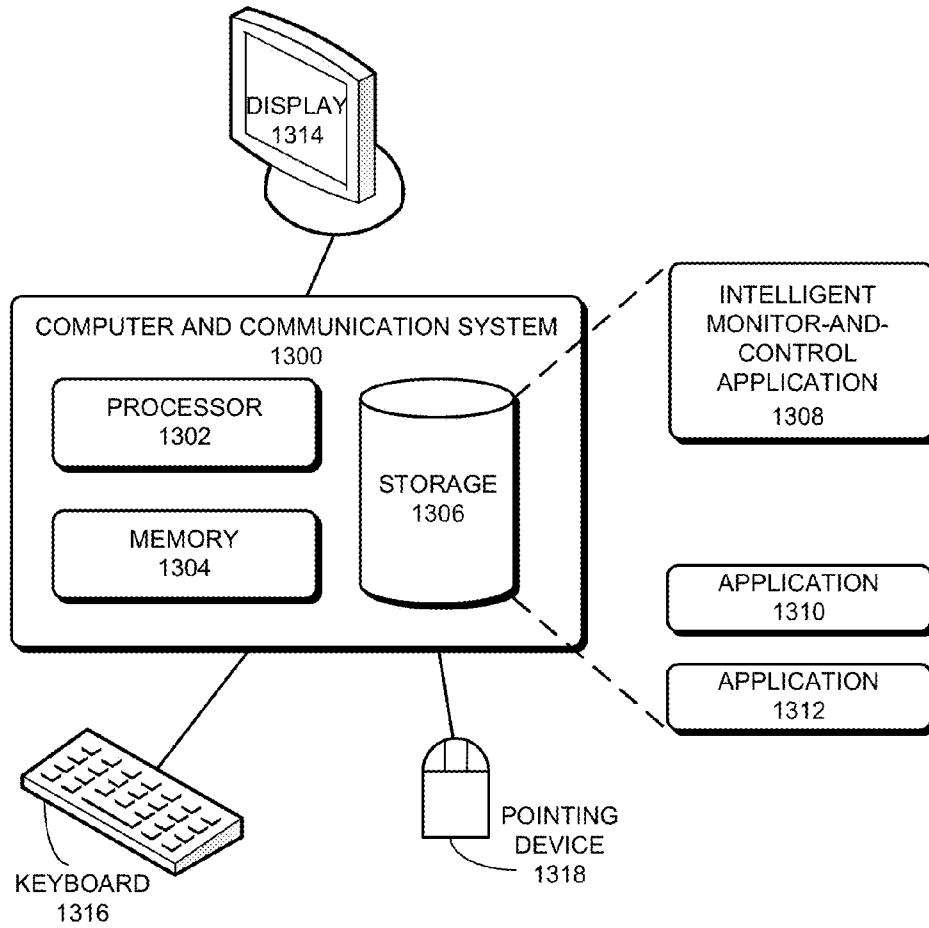 DISPLAY
1314
COMPUTER AND COMMUNICATION SYSTEM
1300
PROCESSOR
1302
MEMORY
1304
STORAGE
1306
INTELLIGENT
MONITOR-AND-
CONTROL
APPLICATION
1308
APPLICATION
1310
APPLICATION
1312
KEYBOARD
1316
POINTING
DEVICE
1318